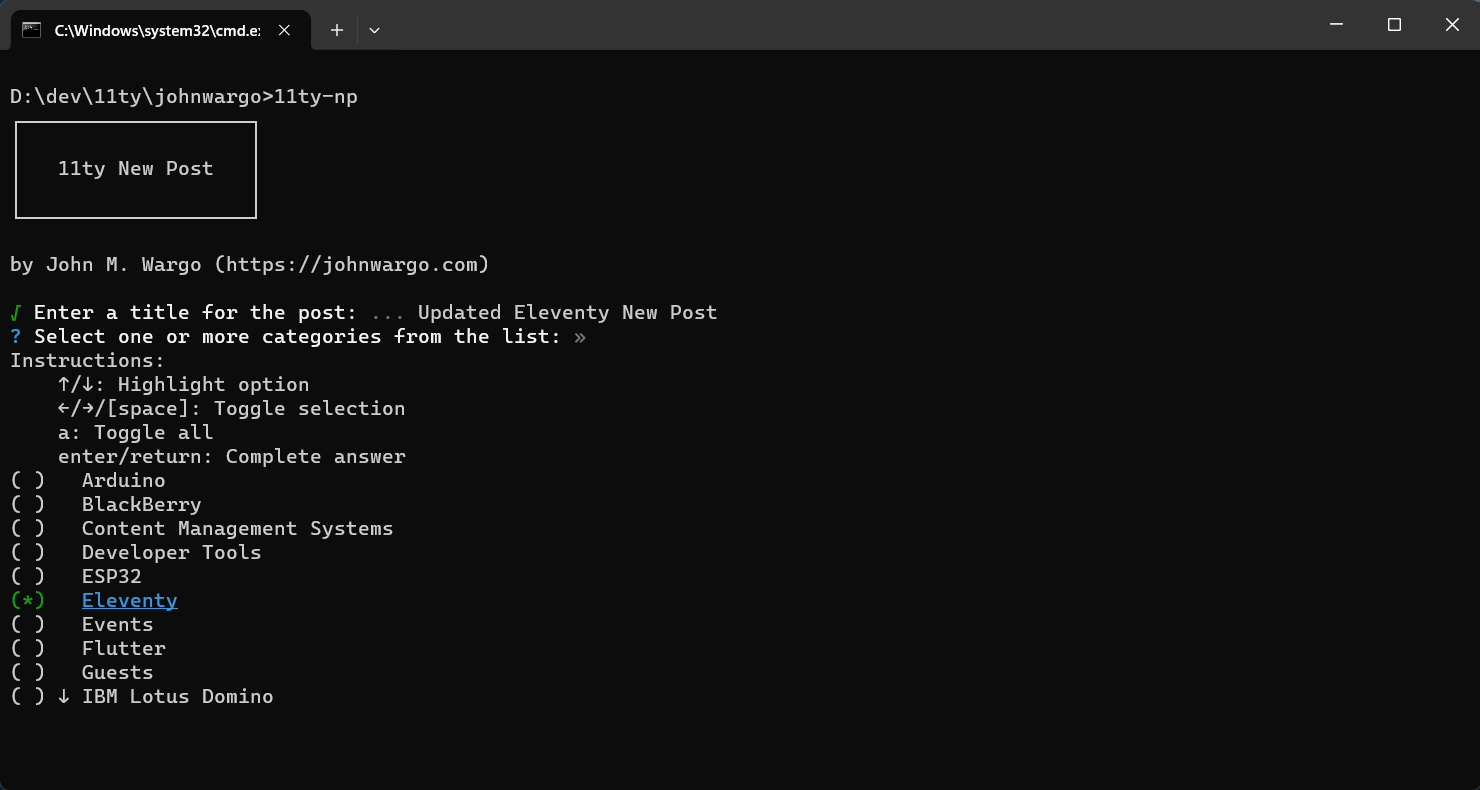 C:\Windows\system32\cmd.e
D:\dev\11ty\johnwargo>11ty-np
11ty New Post
by John M. Wargo (https://johnwargo.com)
√ Enter a title for the post: ... Updated Eleventy New Post
? Select one or more categories from the list: »
Instructions:
↑/↓: Highlight option
←/→/[space]: Toggle selection
a: Toggle all
enter/return: Complete answer
( ) Arduino
( ) BlackBerry
( ) Content Management Systems
( ) Developer Tools
( ) ESP32
(*) Eleventy
( ) Events
( ) Flutter
( ) Guests
( ) ↓ IBM Lotus Domino